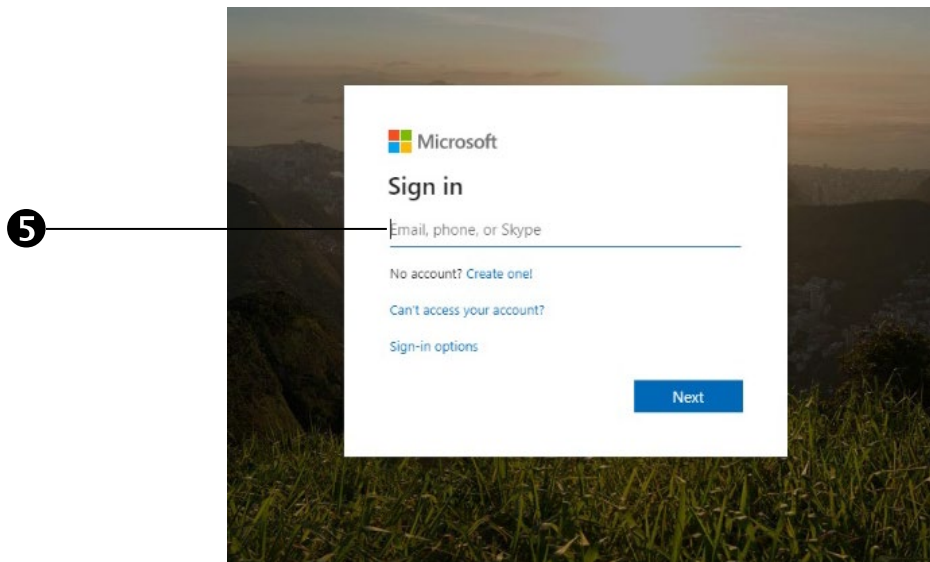 Microsoft
Sign in
❺
Email, phone, or Skype
No account? Create one!
Can't access your account?
Sign-in options
Next